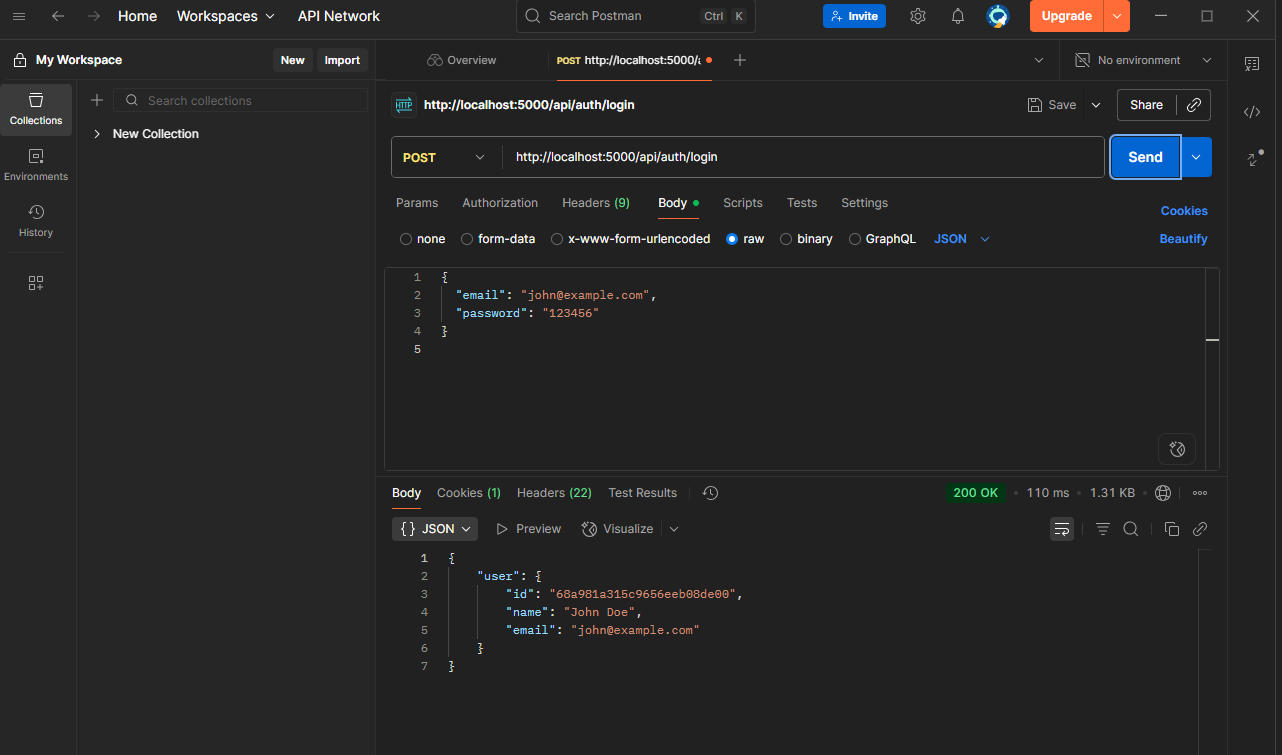 Home Workspaces API Network Search Postman Ctrl K Invite Upgrade
My Workspace New Import Overview POST http://localhost:5000/a No environment
Collections
Environments
History
Search collections
New Collection
HTTP http://localhost:5000/api/auth/login Save Share
POST http://localhost:5000/api/auth/login Send
Params Authorization Headers (9) Body Scripts Tests Settings Cookies
none form-data x-www-form-urlencoded raw binary GraphQL JSON Beautify
1 {
2 "email": "john@example.com",
3 "password": "123456"
4 }
5
Body Cookies (1) Headers (22) Test Results 200 OK • 110 ms • 1.31 KB
{} JSON Preview Visualize
1 {
2 "user": {
3 "id": "68a981a315c9656eeb08de00",
4 "name": "John Doe",
5 "email": "john@example.com"
6 }
7 }